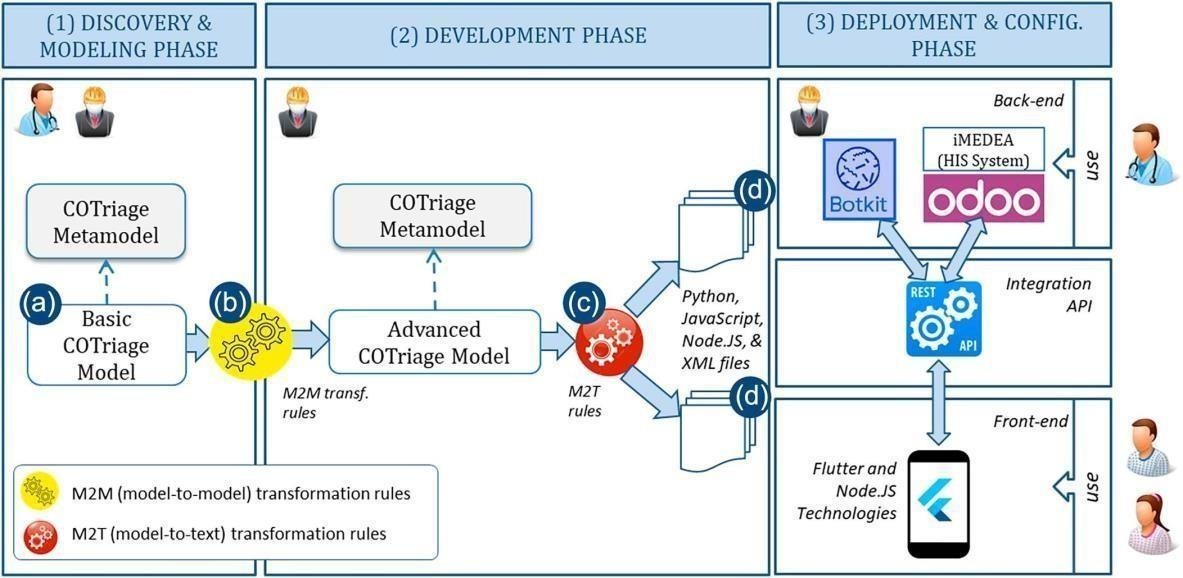 (1) DISCOVERY &
MODELING PHASE
(2) DEVELOPMENT PHASE
(3) DEPLOYMENT & CONFIG.
PHASE
COTriage
Metamodel
(a)
Basic
COTriage
Model
(b)
M2M transf.
rules
COTriage
Metamodel
Advanced
COTriage Model
(c)
M2T
rules
(d)
Python,
JavaScript,
Node.JS, &
XML files
(d)
Back-end
iMEDEA
(HIS System)
Botkit
odoo
use
Integration
API
REST
API
Front-end
Flutter and
Node.JS
Technologies
use
M2M (model-to-model) transformation rules
M2T (model-to-text) transformation rules